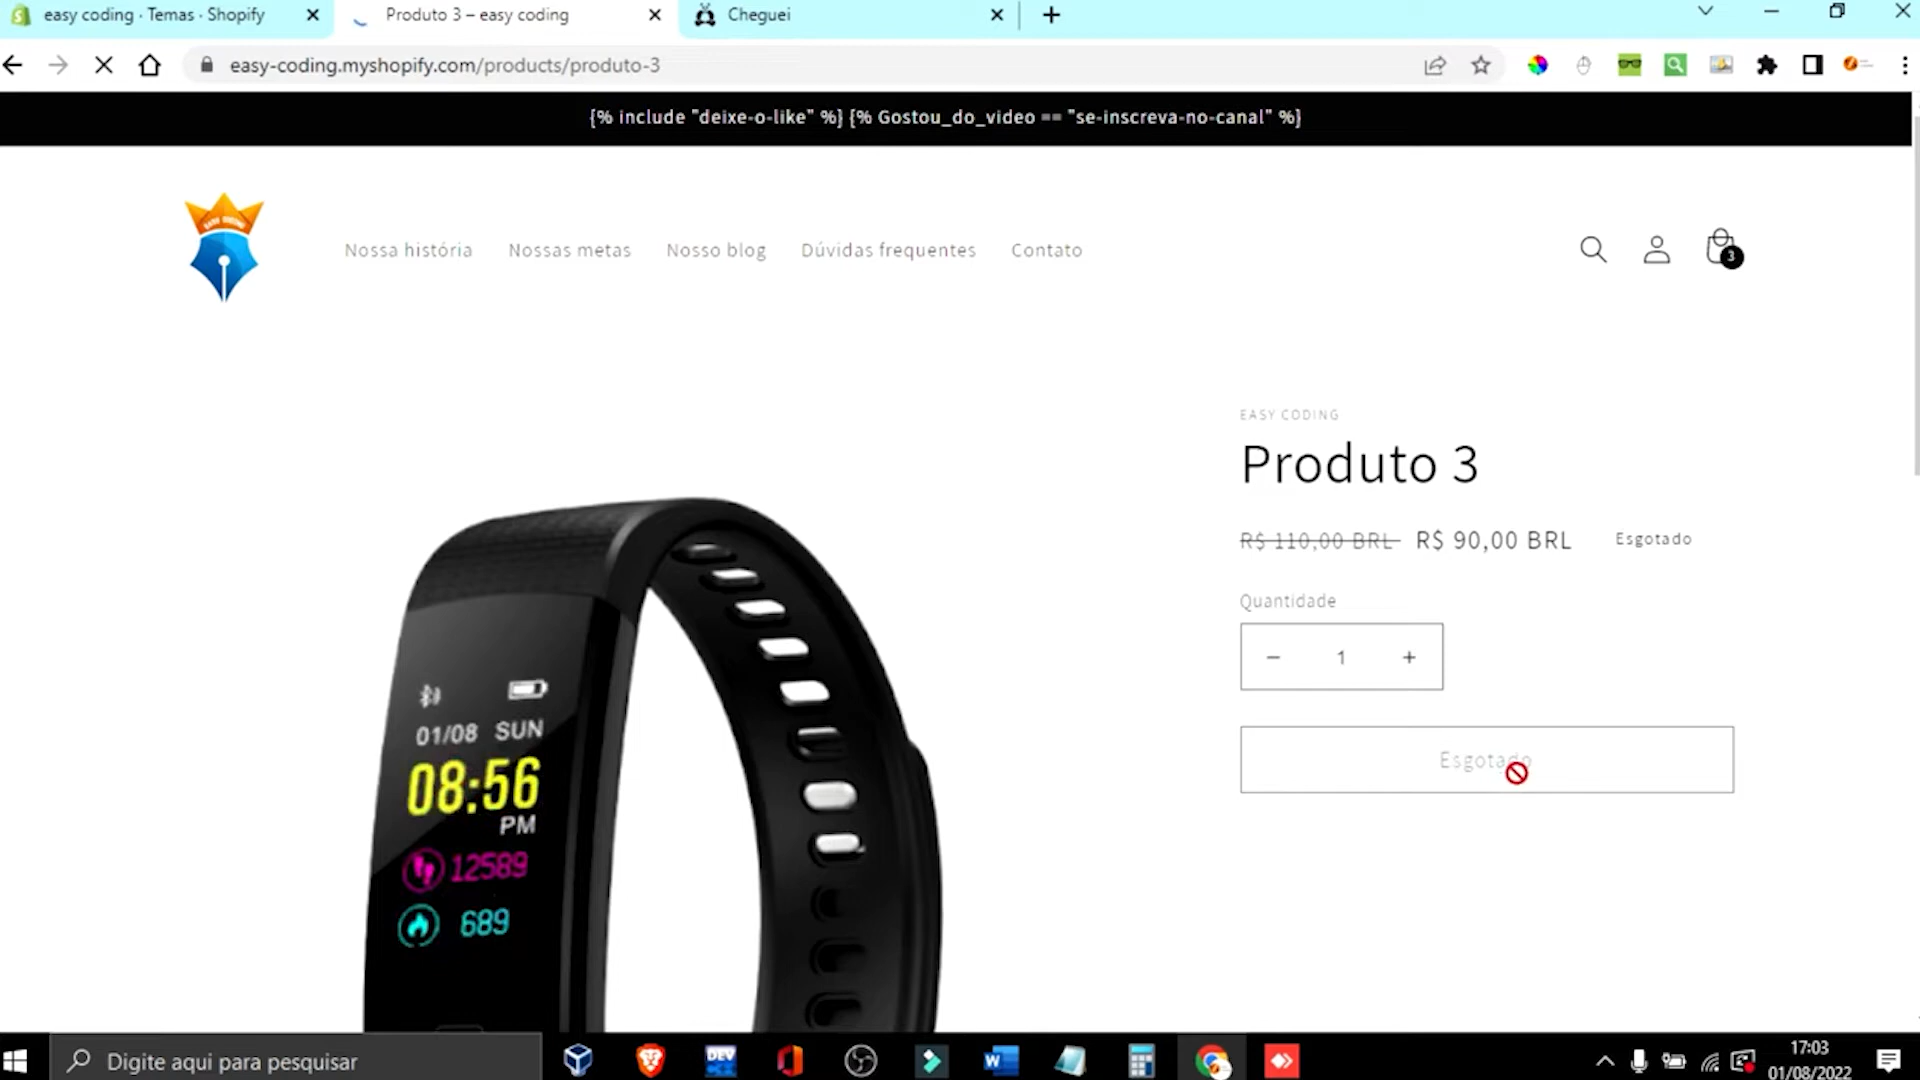 easy coding · Temas · Shopify
Produto 3 – easy coding
Cheguei
easy-coding.myshopify.com/products/produto-3
{% include "deixe-o-like" %} {% Gostou_do_video == "se-inscreva-no-canal" %}
EASY CODING
Nossa história
Nossas metas
Nosso blog
Dúvidas frequentes
Contato
3
EASY CODING
Produto 3
R$ 110,00 BRL R$ 90,00 BRL Esgotado
Quantidade
− 1 +
Esgotado
01/08 SUN
08:56
PM
12589
689
Digite aqui para pesquisar
DEV
W
17:03
01/08/2022